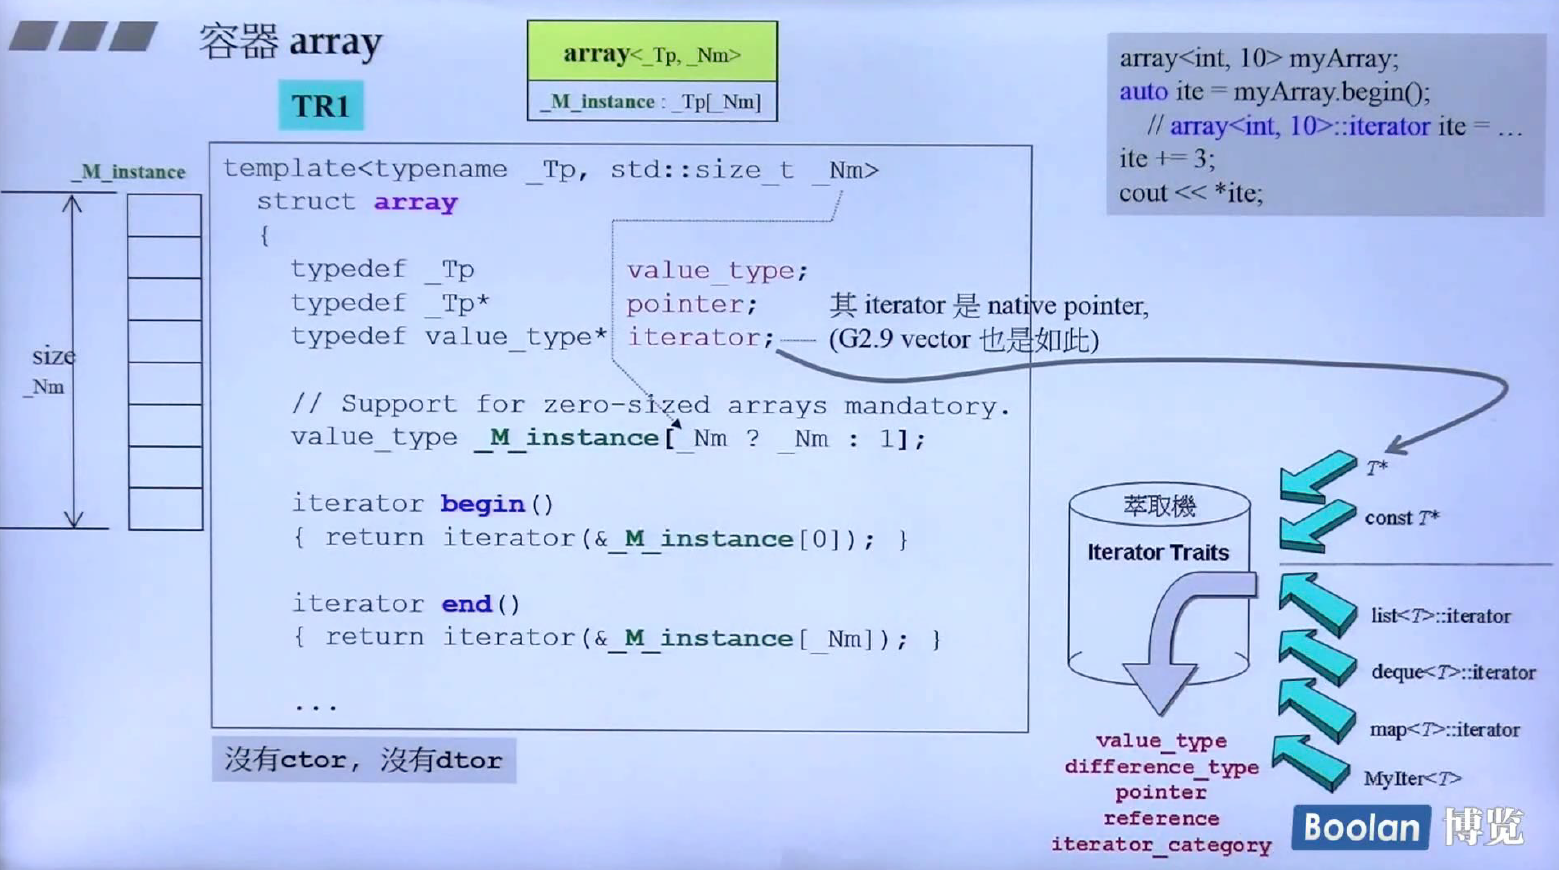 容器 array
TR1
array<_Tp, _Nm>
_M_instance : _Tp[_Nm]
array<int, 10> myArray;
auto ite = myArray.begin();
// array<int, 10>::iterator ite = …
ite += 3;
cout << *ite;
_M_instance
size
_Nm
template<typename _Tp, std::size_t _Nm>
struct array
{
typedef _Tp value_type;
typedef _Tp* pointer;
typedef value_type* iterator;
其 iterator 是 native pointer,
(G2.9 vector 也是如此)
// Support for zero-sized arrays mandatory.
value_type _M_instance[_Nm ? _Nm : 1];
iterator begin()
{ return iterator(&_M_instance[0]); }
iterator end()
{ return iterator(&_M_instance[_Nm]); }
...
沒有ctor, 沒有dtor
萃取機
Iterator Traits
T*
const T*
list<T>::iterator
deque<T>::iterator
map<T>::iterator
MyIter<T>
value_type
difference_type
pointer
reference
iterator_category
Boolan 博览